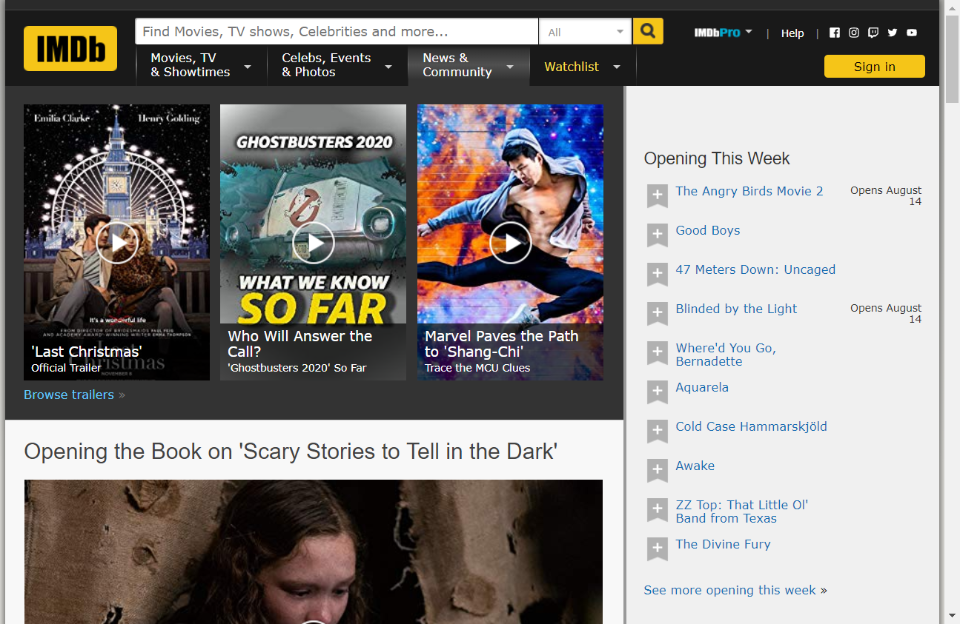 IMDb
Find Movies, TV shows, Celebrities and more...
All
IMDbPro
|
Help
|
Movies, TV
& Showtimes
Celebs, Events
& Photos
News &
Community
Watchlist
Sign in
Emilia Clarke
Henry Golding
It's a wonderful life
'Last Christmas'
Official Trailer
GHOSTBUSTERS 2020
WHAT WE KNOW
SO FAR
Who Will Answer the
Call?
'Ghostbusters 2020' So Far
Marvel Paves the Path
to 'Shang-Chi'
Trace the MCU Clues
Browse trailers »
Opening the Book on 'Scary Stories to Tell in the Dark'
Opening This Week
The Angry Birds Movie 2
Opens August
14
Good Boys
47 Meters Down: Uncaged
Blinded by the Light
Opens August
14
Where'd You Go,
Bernadette
Aquarela
Cold Case Hammarskjöld
Awake
ZZ Top: That Little Ol'
Band from Texas
The Divine Fury
See more opening this week »